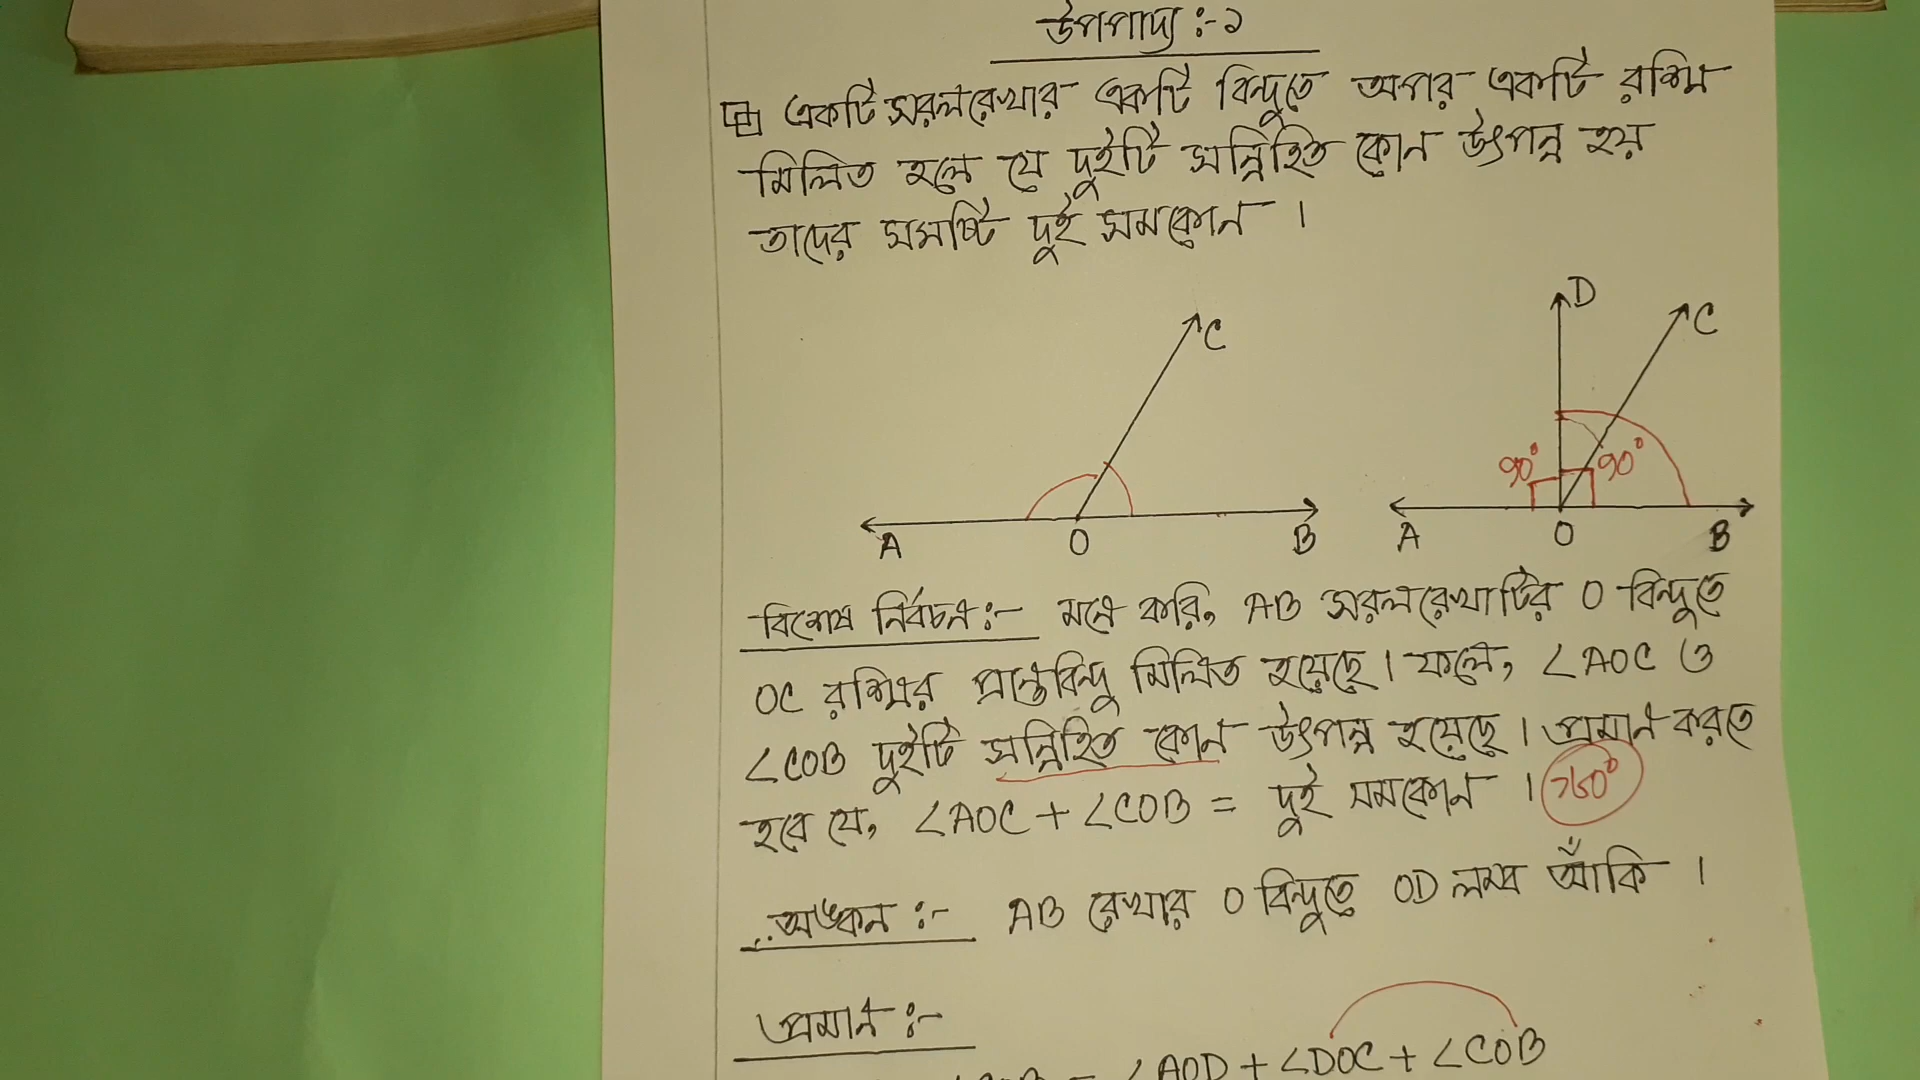 উপপাদ্য :- ১
একটি সরলরেখার একটি বিন্দুতে অপর একটি রশ্মি
মিলিত হলে যে দুইটি সন্নিহিত কোন উৎপন্ন হয়
তাদের সমষ্টি দুই সমকোন ।
C
A O B
D
C
90° 90°
A O B
বিশেষ নির্বচন :- মনে করি, AB সরলরেখাটির O বিন্দুতে
OC রশ্মির প্রান্তবিন্দু মিলিত হয়েছে । ফলে, ∠AOC ও
∠COB দুইটি সন্নিহিত কোন উৎপন্ন হয়েছে । প্রমান করতে
হবে যে, ∠AOC + ∠COB = দুই সমকোন ।
অঙ্কন :- AB রেখার O বিন্দুতে OD লম্ব আঁকি ।
প্রমান :-
∠AOD + ∠DOC + ∠COB